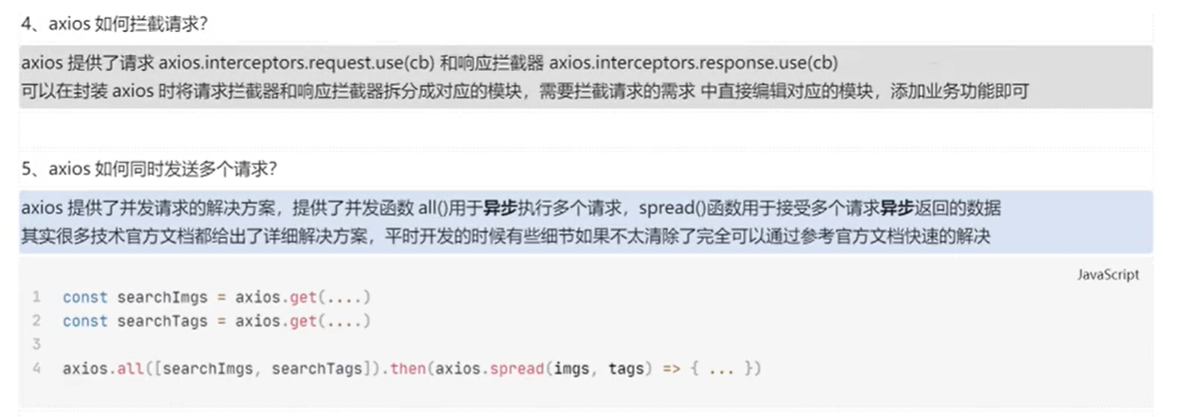 4、axios 如何拦截请求?
axios 提供了请求 axios.interceptors.request.use(cb) 和响应拦截器 axios.interceptors.response.use(cb)
可以在封装 axios 时将请求拦截器和响应拦截器拆分成对应的模块，需要拦截请求的需求 中直接编辑对应的模块，添加业务功能即可
5、axios 如何同时发送多个请求?
axios 提供了并发请求的解决方案，提供了并发函数 all()用于异步执行多个请求，spread()函数用于接受多个请求异步返回的数据
其实很多技术官方文档都给出了详细解决方案，平时开发的时候有些细节如果不太清除了完全可以通过参考官方文档快速的解决
JavaScript
1 const searchImgs = axios.get(....)
2 const searchTags = axios.get(....)
3
4 axios.all([searchImgs, searchTags]).then(axios.spread(imgs, tags) => { ... })